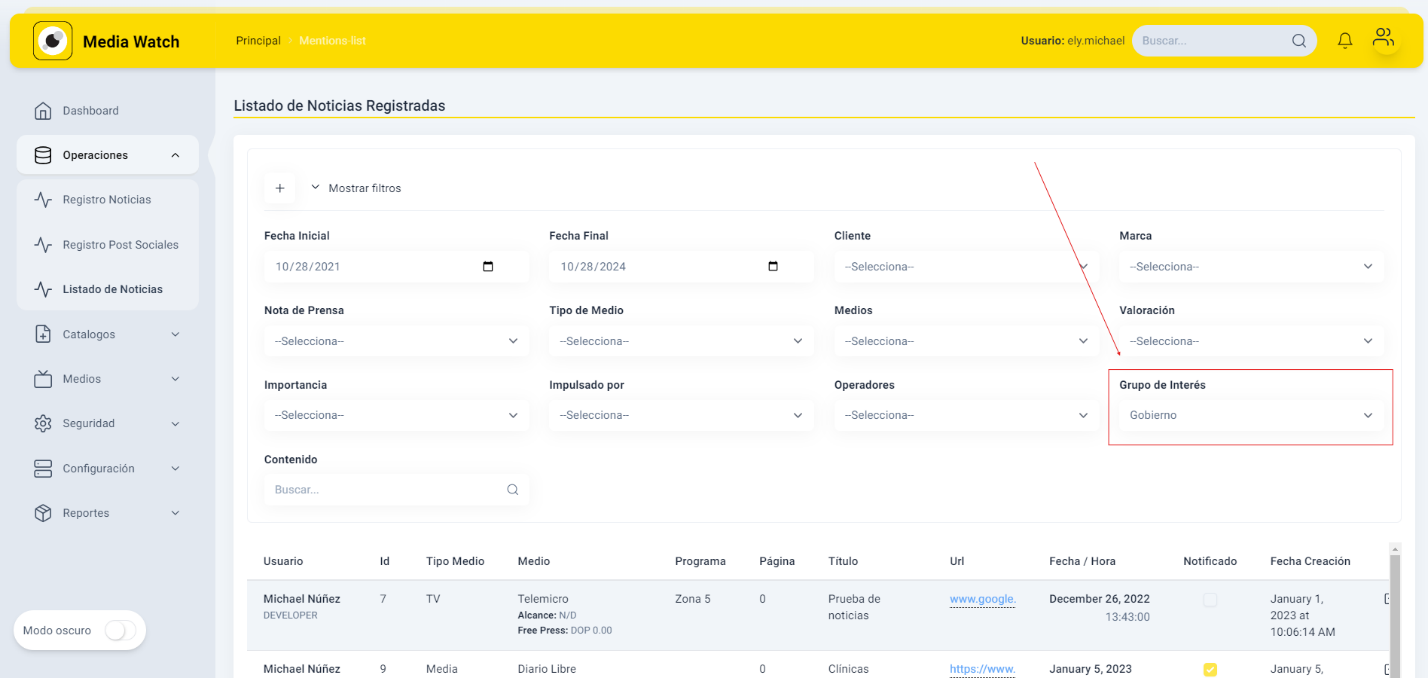 Media Watch
Principal
Mentions-list
Usuario: ely.michael
Buscar...
Dashboard
Operaciones
Registro Noticias
Registro Post Sociales
Listado de Noticias
Catalogos
Medios
Seguridad
Configuración
Reportes
Modo oscuro
Listado de Noticias Registradas
+ Mostrar filtros
Fecha Inicial Fecha Final Cliente Marca
10/28/2021 10/28/2024 --Selecciona-- --Selecciona--
Nota de Prensa Tipo de Medio Medios Valoración
--Selecciona-- --Selecciona-- --Selecciona-- --Selecciona--
Importancia Impulsado por Operadores Grupo de Interés
--Selecciona-- --Selecciona-- --Selecciona-- Gobierno
Contenido
Buscar...
Usuario Id Tipo Medio Medio Programa Página Título Url Fecha / Hora Notificado Fecha Creación
Michael Núñez 7 TV Telemicro Zona 5 0 Prueba de www.google. December 26, 2022 January 1,
DEVELOPER Alcance: N/D noticias 13:43:00 2023 at
Free Press: DOP 0.00 10:06:14 AM
Michael Núñez 9 Media Diario Libre 0 Clínicas https://www. January 5, 2023 January 5,